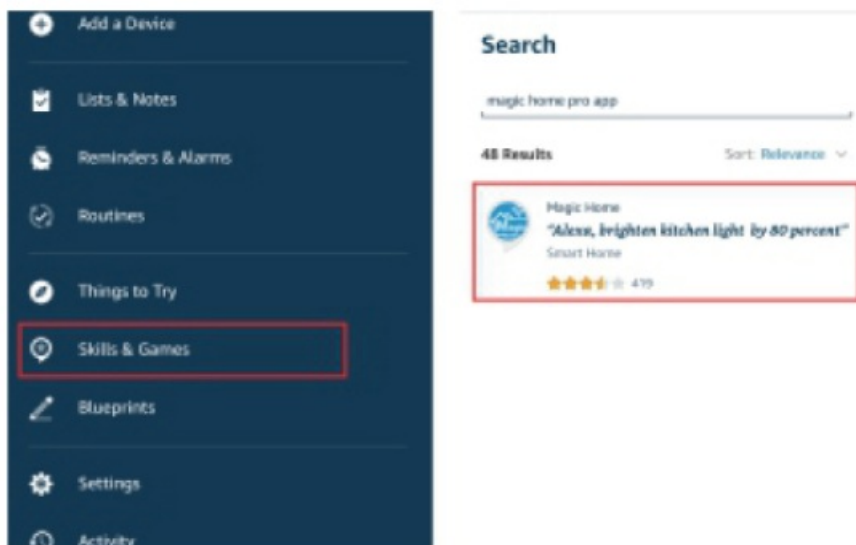 Add a Device
Lists & Notes
Reminders & Alarms
Routines
Things to Try
Skills & Games
Blueprints
Settings
Activity
Search
magic home pro app
48 Results
Sort: Relevance
Magic Home
"Alexa, brighten kitchen light by 80 percent"
Smart Home
419